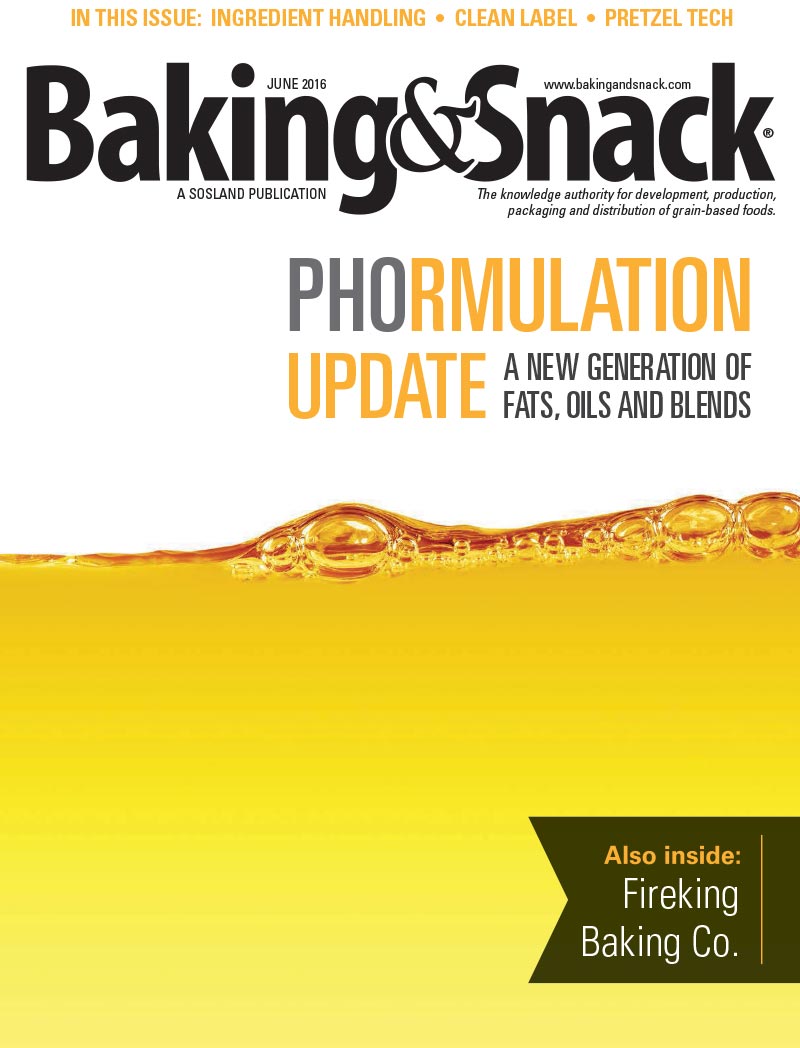 IN THIS ISSUE: INGREDIENT HANDLING • CLEAN LABEL • PRETZEL TECH
JUNE 2016
www.bakingandsnack.com
Baking&Snack®
A SOSLAND PUBLICATION
The knowledge authority for development, production,
packaging and distribution of grain-based foods.
PHORMULATION
UPDATE
A NEW GENERATION OF
FATS, OILS AND BLENDS
Also inside:
Fireking
Baking Co.